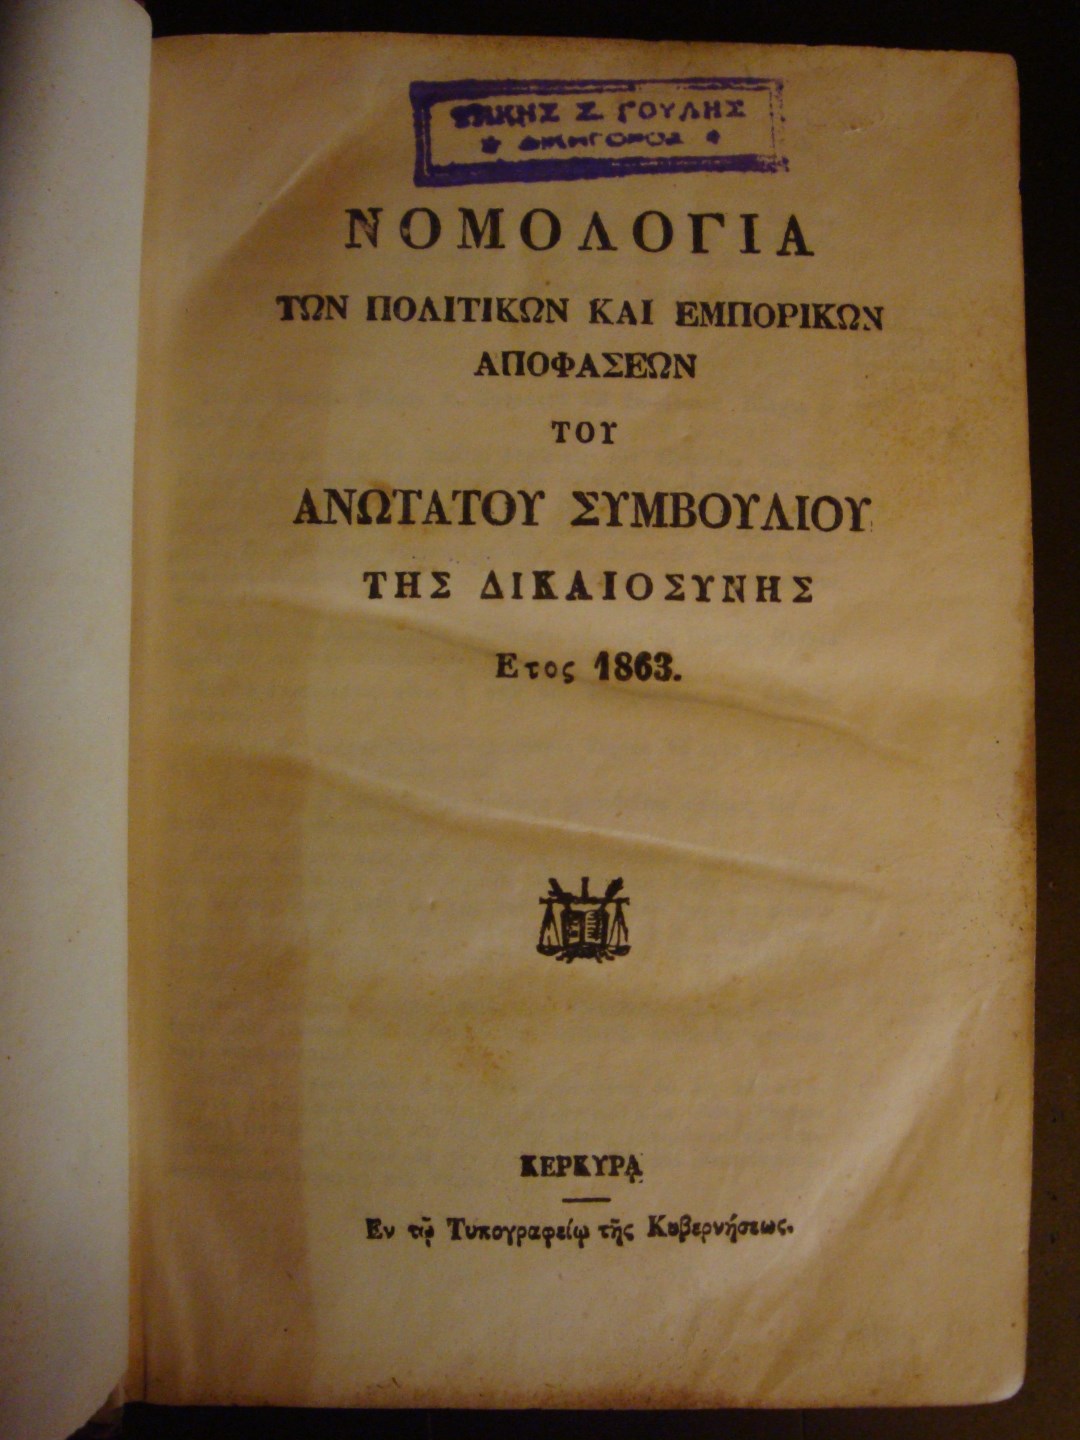 Ζ. ΓΟΥΛΗΣ
ΔΙΚΗΓΟΡΟΣ
ΝΟΜΟΛΟΓΙΑ
ΤΩΝ ΠΟΛΙΤΙΚΩΝ ΚΑΙ ΕΜΠΟΡΙΚΩΝ
ΑΠΟΦΑΣΕΩΝ
ΤΟΥ
ΑΝΩΤΑΤΟΥ ΣΥΜΒΟΥΛΙΟΥ
ΤΗΣ ΔΙΚΑΙΟΣΥΝΗΣ
Ετος 1863.
ΚΕΡΚΥΡΑ
Εν τῷ Τυπογραφείῳ τῆς Κυβερνήσεως.